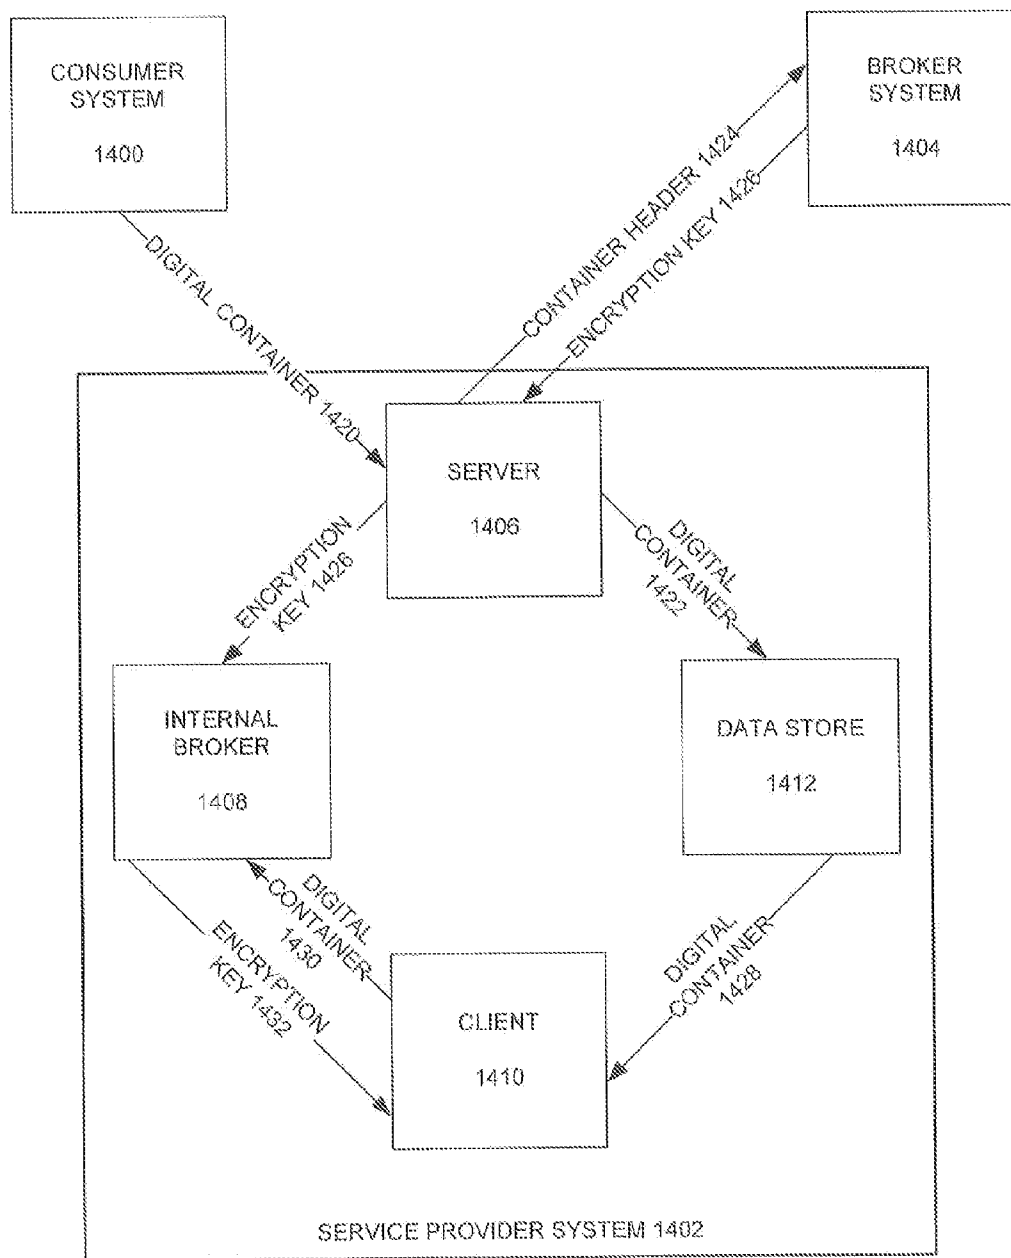 CONSUMER
SYSTEM
1400
BROKER
SYSTEM
1404
DIGITAL CONTAINER 1420
CONTAINER HEADER 1424
ENCRYPTION KEY 1426
SERVER
1406
ENCRYPTION
KEY 1426
DIGITAL
CONTAINER
1422
INTERNAL
BROKER
1408
DATA STORE
1412
DIGITAL
CONTAINER
1430
ENCRYPTION
KEY 1432
DIGITAL
CONTAINER
1428
CLIENT
1410
SERVICE PROVIDER SYSTEM 1402